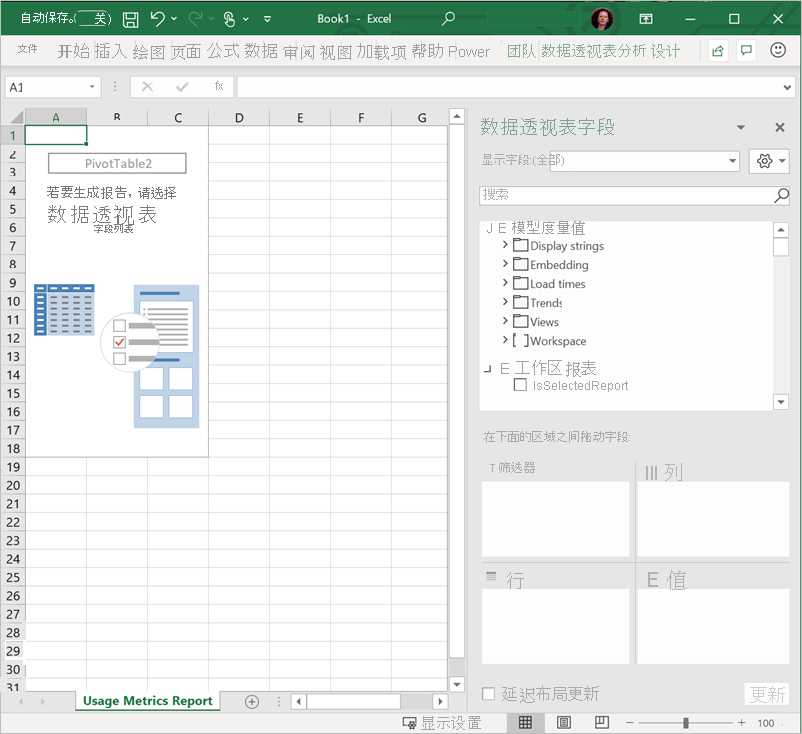 自动保存。(关) Book1 - Excel
文件 开始 插入 绘图 页面 公式 数据 审阅 视图 加载项 帮助 Power 团队 数据透视表分析 设计
A1 fx
A B C D E F G
1
2
3
4
5
6
7
8
9
10
11
12
13
14
15
16
17
18
19
20
21
22
23
24
25
26
27
28
29
30
31
PivotTable2
若要生成报告，请选择
数据透视表
字段列表
数据透视表字段
显示字段:(全部)
搜索
J E 模型度量值
Display strings
Embedding
Load times
Trends
Views
Workspace
E 工作区 报表
IsSelectedReport
在下面的区域之间拖动字段:
T 筛选器
III 列
行
E 值
延迟布局更新 更新
Usage Metrics Report
显示设置 100